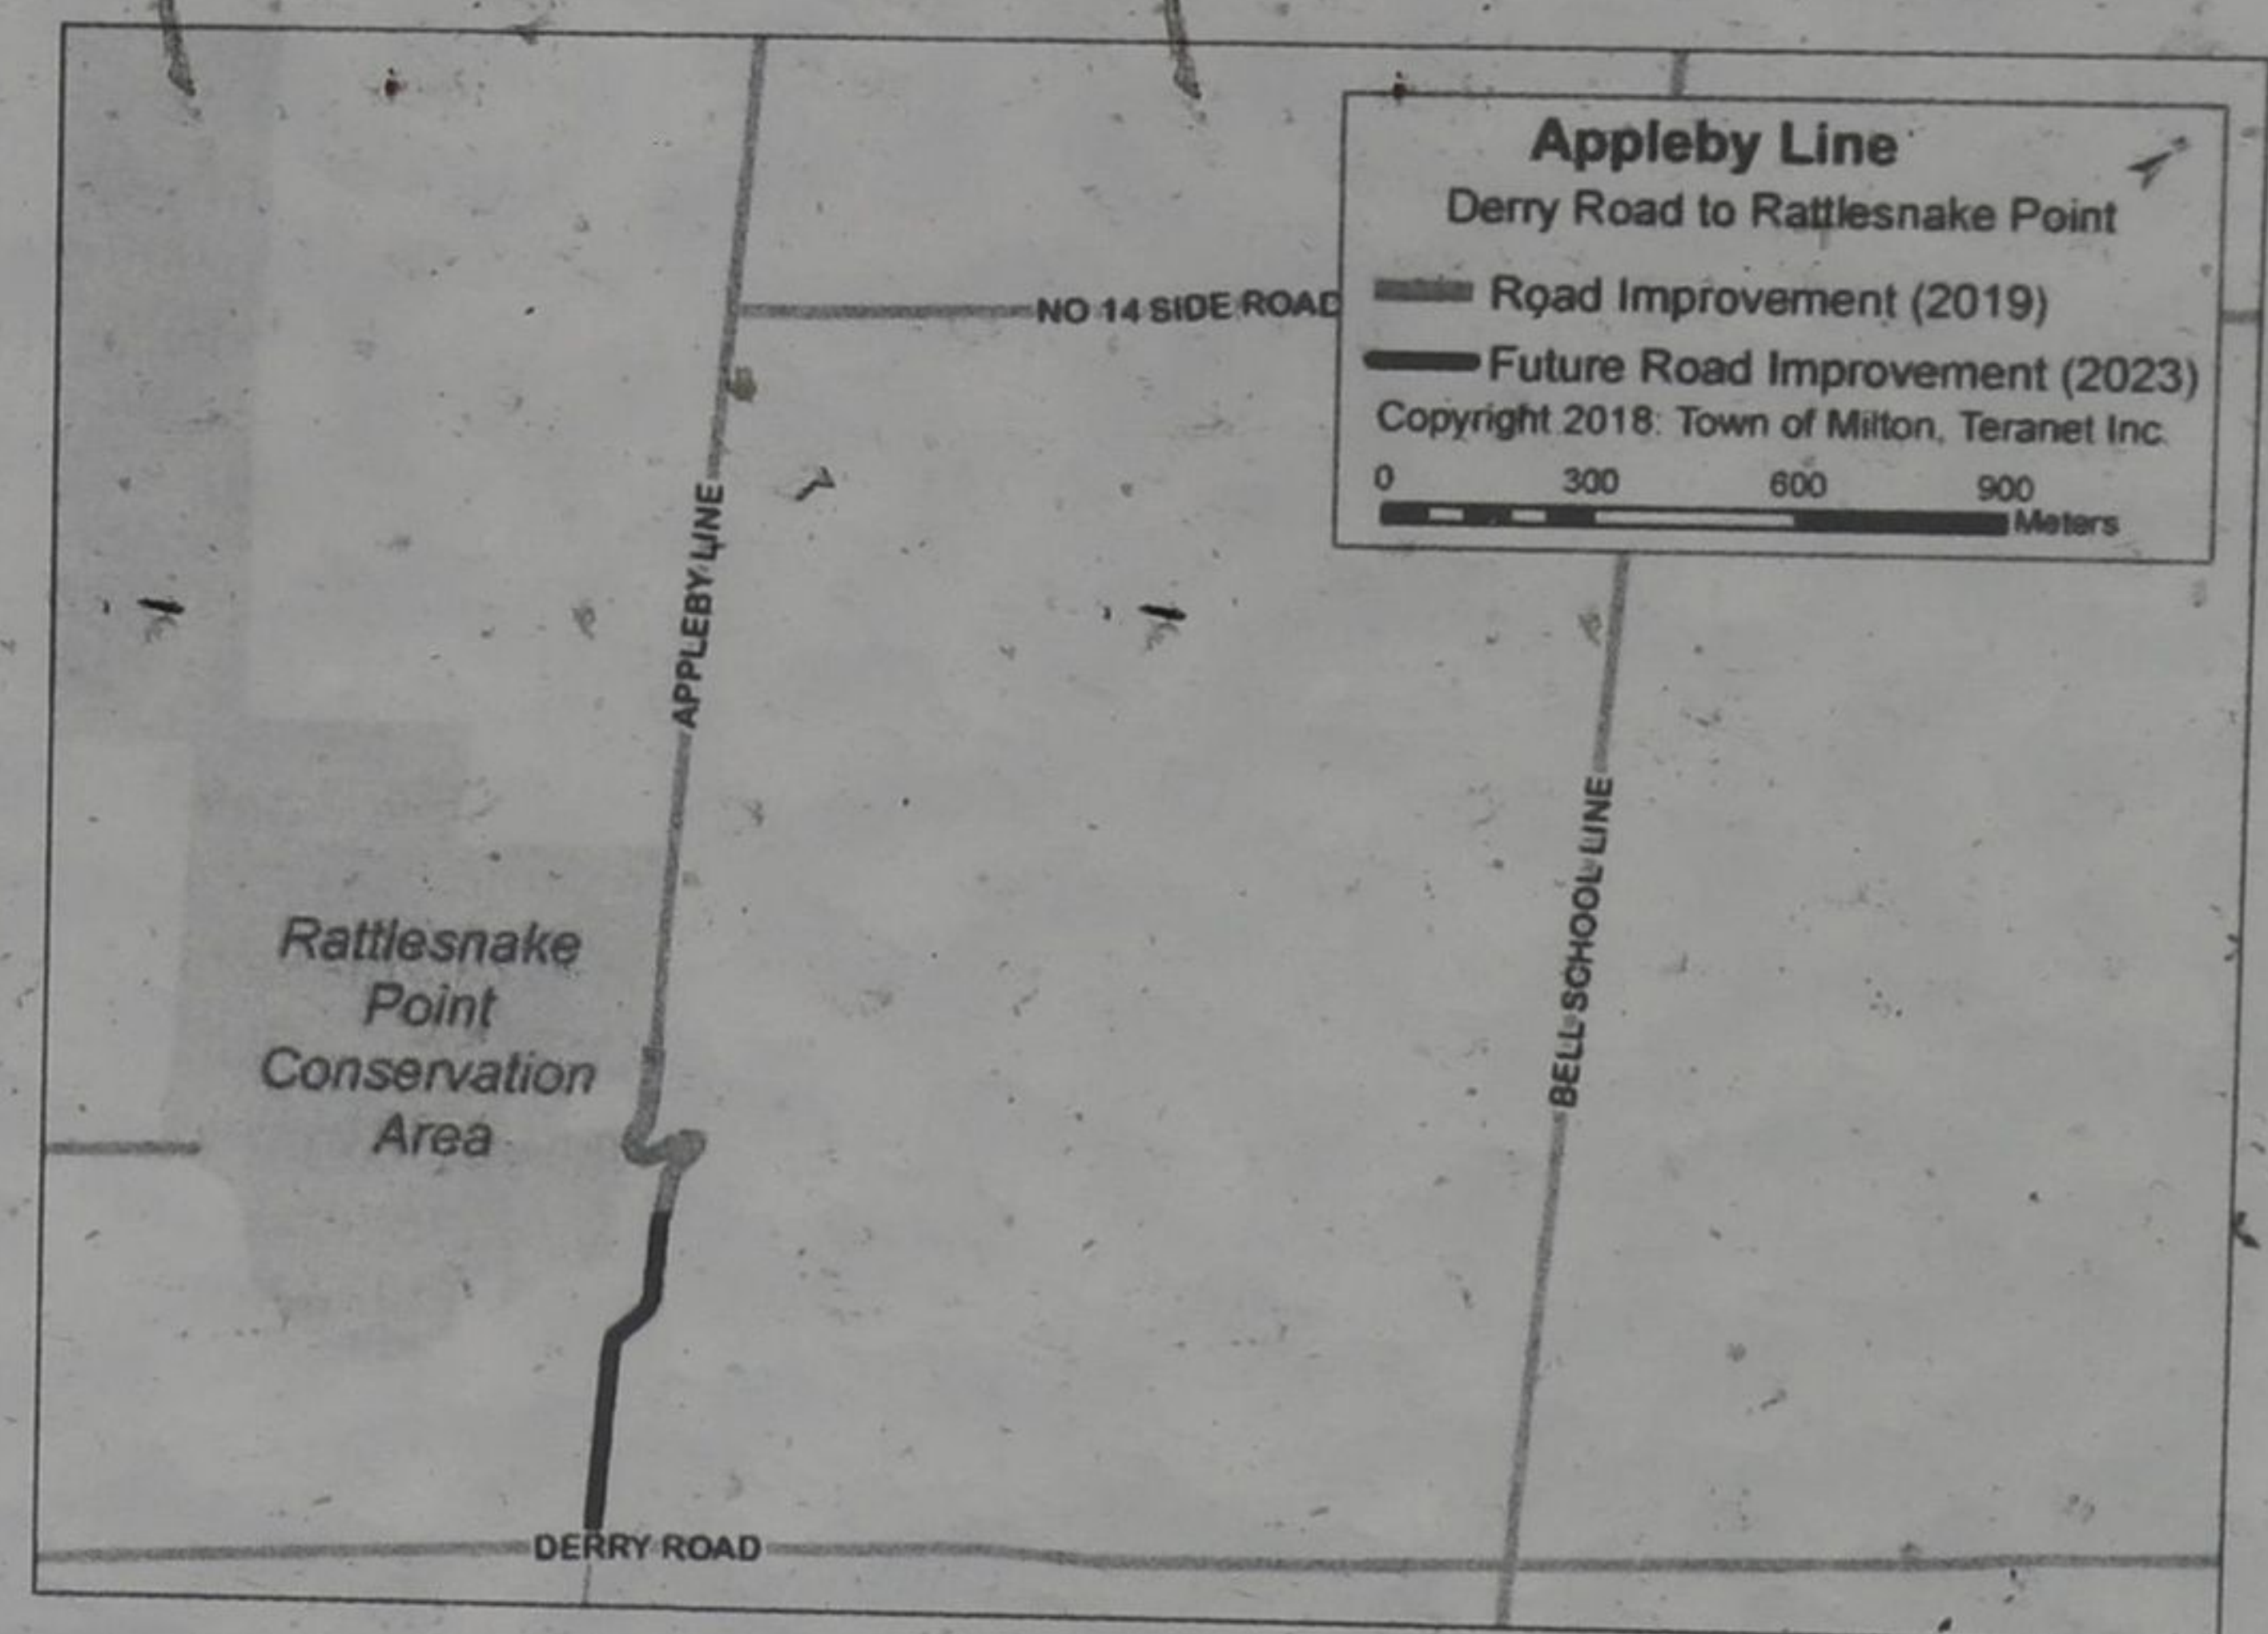 Appleby Line
Derry Road to Rattlesnake Point
Road Improvement (2019)
Future Road Improvement (2023)
Copyright 2018: Town of Milton, Teranet Inc.
0 300 600 900
Meters
NO 14 SIDE ROAD
APPLEBY LINE
BELL SCHOOL LINE
Rattlesnake
Point
Conservation
Area
DERRY ROAD